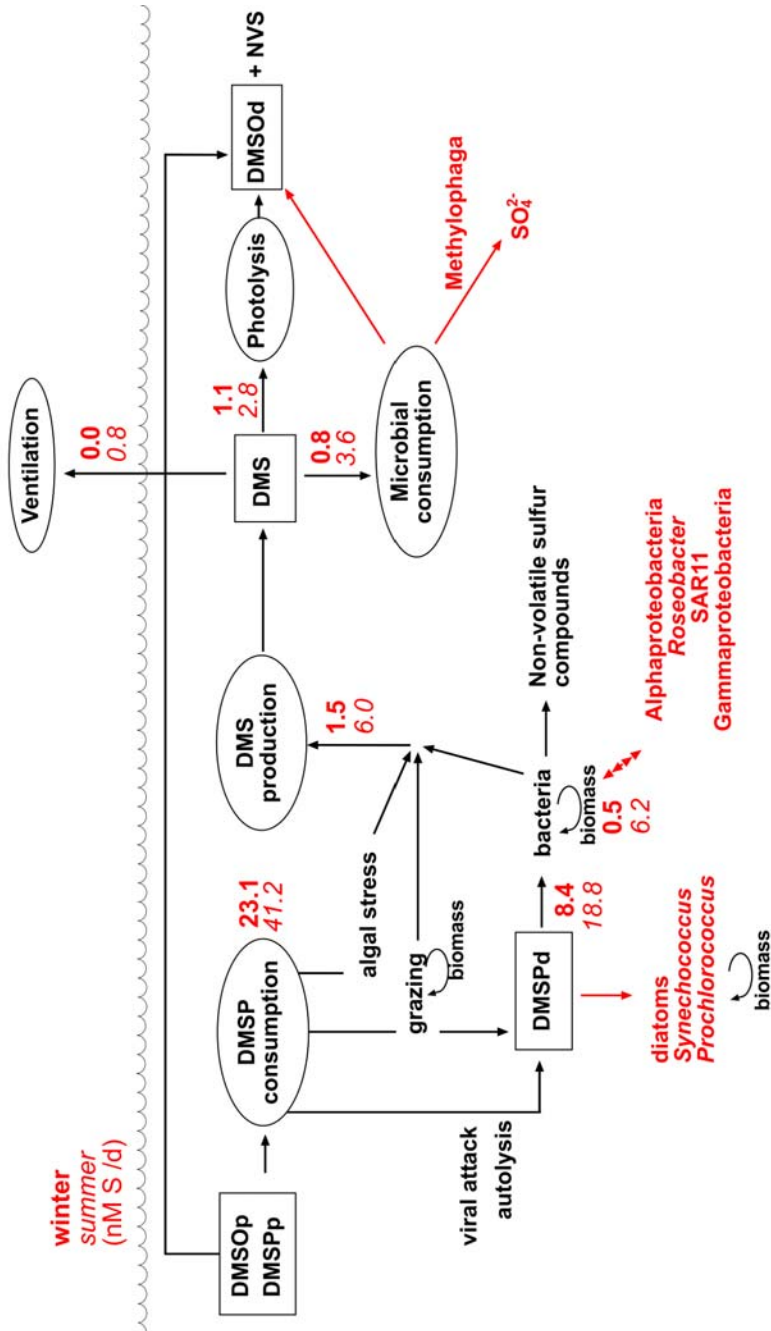 winter
summer
(nM S /d)
Ventilation
0.0
0.8
DMSOp
DMSPp
DMSP
consumption
23.1
41.2
DMS
production
1.5
6.0
DMS
1.1
2.8
Photolysis
DMSOd
+ NVS
0.8
3.6
Microbial
consumption
Methylophaga
SO₄²⁻
algal stress
grazing
biomass
viral attack
autolysis
DMSPd
8.4
18.8
bacteria
biomass
0.5
6.2
Non-volatile sulfur
compounds
Alphaproteobacteria
Roseobacter
SAR11
Gammaproteobacteria
diatoms
Synechococcus
Prochlorococcus
biomass